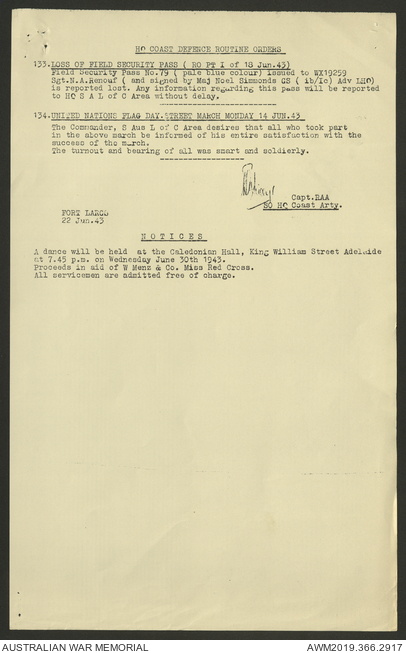 HQ COAST DEFENCE ROUTINE ORDERS
133.LOSS OF FIELD SECURITY PASS ( RO PT I of 18 Jun.43)
Field Security Pass No.79 ( pale blue colour) issued to WX19259
Sgt.N.A.Renouf ( and signed by Maj Noel Simmonds GS ( ib/Ic) Adv LHQ)
is reported lost. Any information regarding this pass will be reported
to HQ S A L of C Area without delay.
134.UNITED NATIONS FLAG DAY.STREET MARCH MONDAY 14 JUN.43
The Commander, S Aus L of C Area desires that all who took part
in the above march be informed of his entire satisfaction with the
success of the march.
The turnout and bearing of all was smart and soldierly.
Capt.RAA
SO HQ Coast Arty.
FORT LARGS
22 Jun.43
NOTICES
A dance will be held at the Caledonian Hall, King William Street Adelaide
at 7.45 p.m. on Wednesday June 30th 1943.
Proceeds in aid of W Menz & Co. Miss Red Cross.
All servicemen are admitted free of charge.
AUSTRALIAN WAR MEMORIAL
AWM2019.366.2917